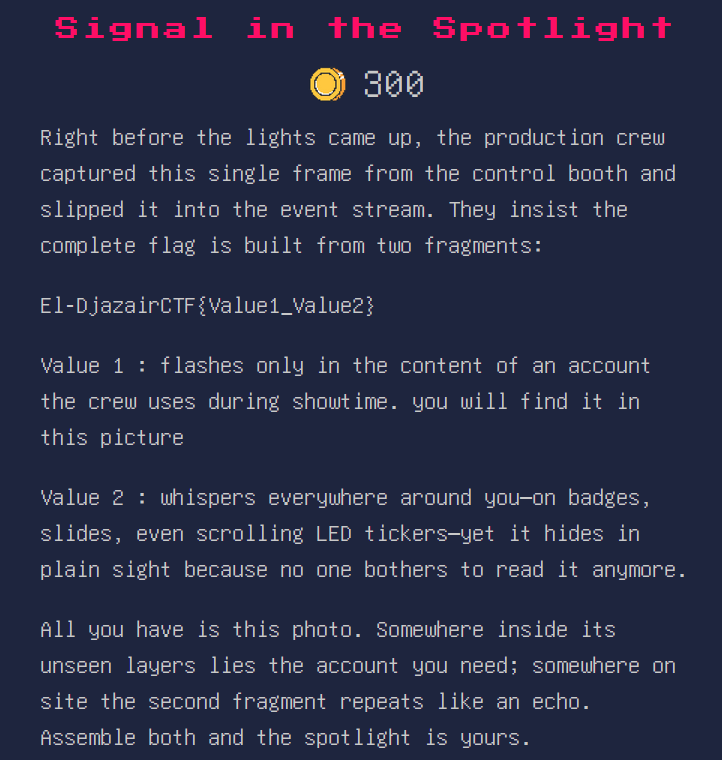 Signal in the Spotlight
300
Right before the lights came up, the production crew
captured this single frame from the control booth and
slipped it into the event stream. They insist the
complete flag is built from two fragments:
El-DjazairCTF{Value1_Value2}
Value 1 : flashes only in the content of an account
the crew uses during showtime. you will find it in
this picture
Value 2 : whispers everywhere around you—on badges,
slides, even scrolling LED tickers—yet it hides in
plain sight because no one bothers to read it anymore.
All you have is this photo. Somewhere inside its
unseen layers lies the account you need; somewhere on
site the second fragment repeats like an echo.
Assemble both and the spotlight is yours.